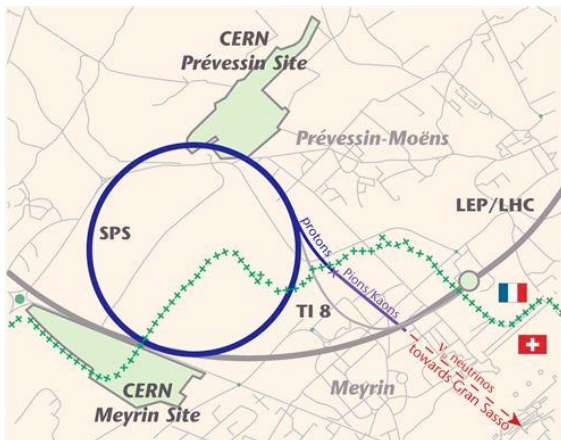 CERN
Prévessin Site
Prévessin-Moëns
LEP/LHC
SPS
protons
Pions/Kaons
TI 8
νμ neutrinos
towards Gran Sasso
Meyrin
CERN
Meyrin Site